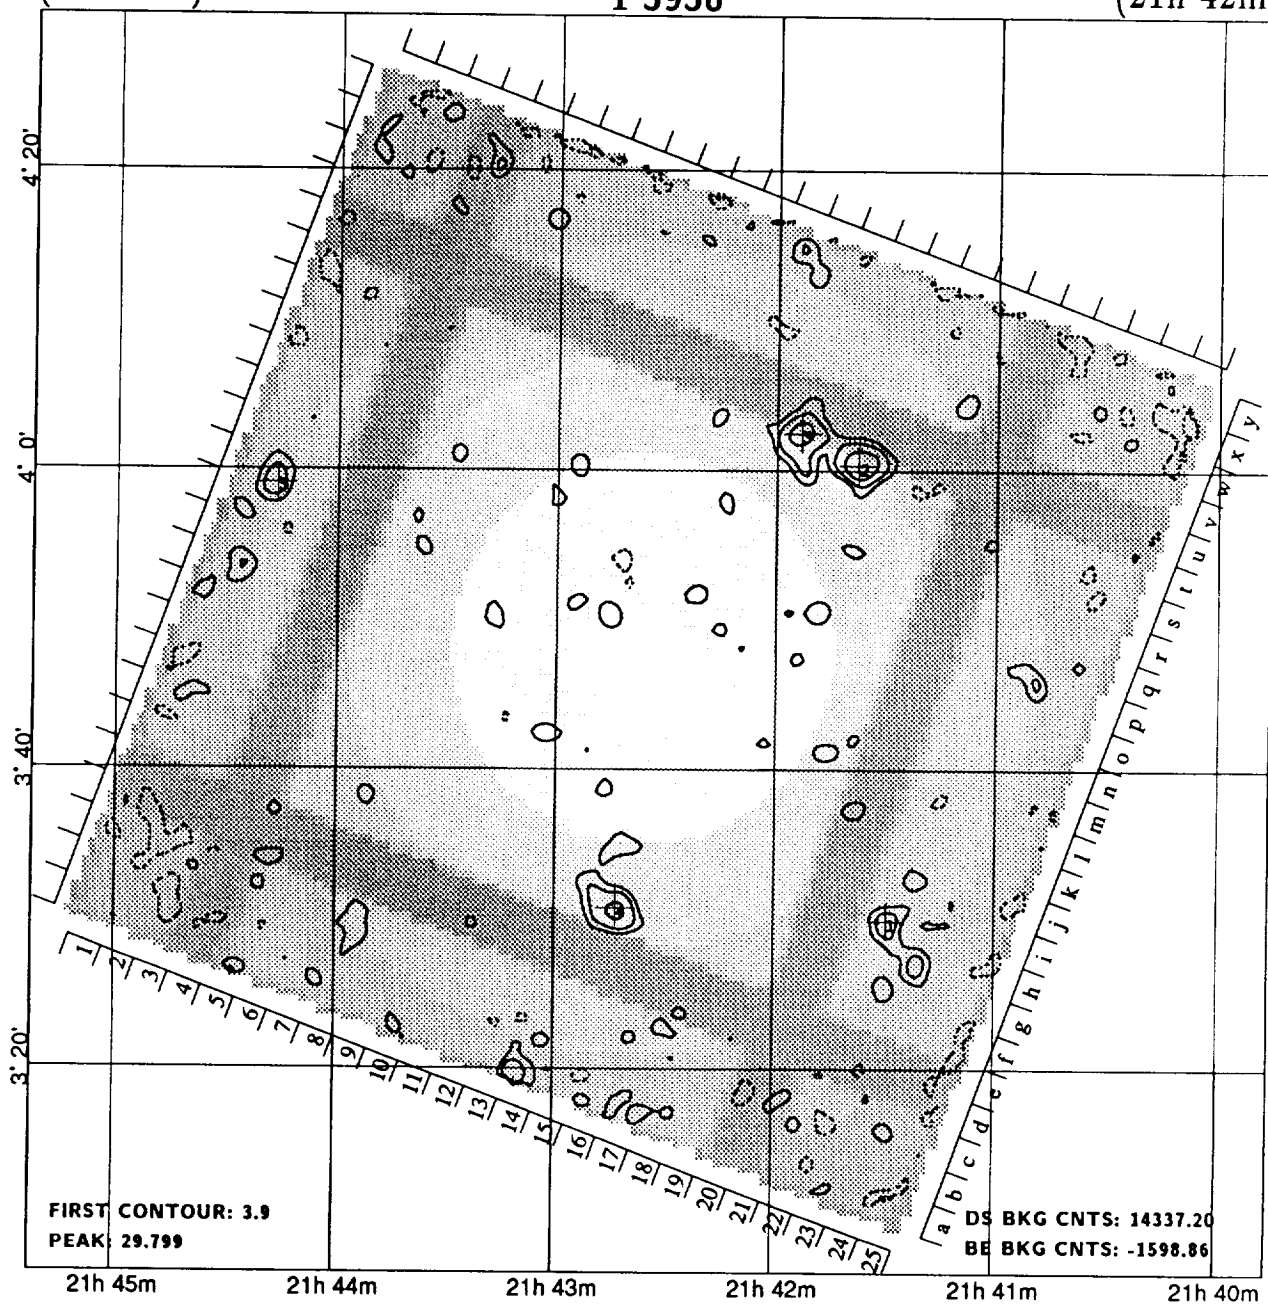 I 5956
(21h 42m
4° 20'
4° 0'
3° 40'
3° 20'
a b c d e f g h i j k l m n o p q r s t u v w x y
1 2 3 4 5 6 7 8 9 10 11 12 13 14 15 16 17 18 19 20 21 22 23 24 25
FIRST CONTOUR: 3.9
PEAK: 29.799
DS BKG CNTS: 14337.20
BE BKG CNTS: -1598.86
21h 45m 21h 44m 21h 43m 21h 42m 21h 41m 21h 40m